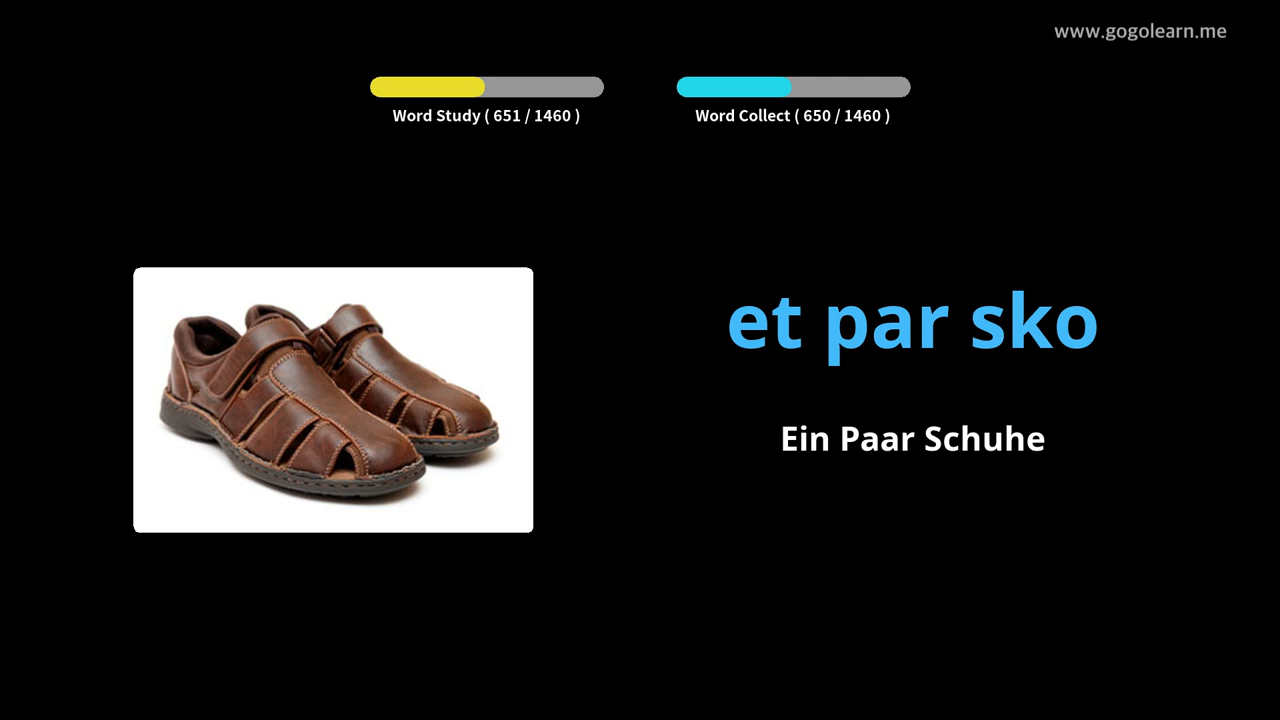 www.gogolearn.me
Word Study ( 651 / 1460 )
Word Collect ( 650 / 1460 )
et par sko
Ein Paar Schuhe